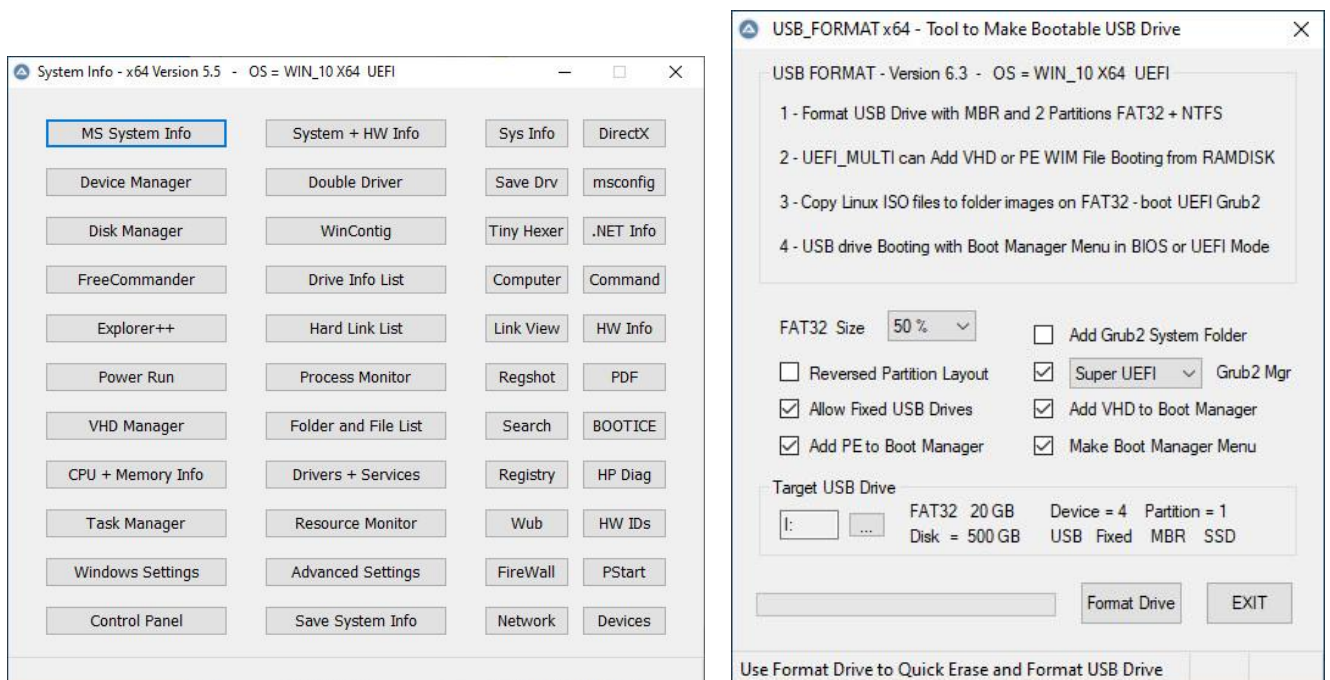 System Info - x64 Version 5.5 - OS = WIN_10 X64 UEFI
MS System Info System + HW Info Sys Info DirectX
Device Manager Double Driver Save Drv msconfig
Disk Manager WinContig Tiny Hexer .NET Info
FreeCommander Drive Info List Computer Command
Explorer++ Hard Link List Link View HW Info
Power Run Process Monitor Regshot PDF
VHD Manager Folder and File List Search BOOTICE
CPU + Memory Info Drivers + Services Registry HP Diag
Task Manager Resource Monitor Wub HW IDs
Windows Settings Advanced Settings FireWall PStart
Control Panel Save System Info Network Devices
USB_FORMAT x64 - Tool to Make Bootable USB Drive
USB FORMAT - Version 6.3 - OS = WIN_10 X64 UEFI
1 - Format USB Drive with MBR and 2 Partitions FAT32 + NTFS
2 - UEFI_MULTI can Add VHD or PE WIM File Booting from RAMDISK
3 - Copy Linux ISO files to folder images on FAT32 - boot UEFI Grub2
4 - USB drive Booting with Boot Manager Menu in BIOS or UEFI Mode
FAT32 Size 50 % Add Grub2 System Folder
Reversed Partition Layout Super UEFI Grub2 Mgr
Allow Fixed USB Drives Add VHD to Boot Manager
Add PE to Boot Manager Make Boot Manager Menu
Target USB Drive
I: ... FAT32 20 GB Device = 4 Partition = 1
Disk = 500 GB USB Fixed MBR SSD
Format Drive EXIT
Use Format Drive to Quick Erase and Format USB Drive